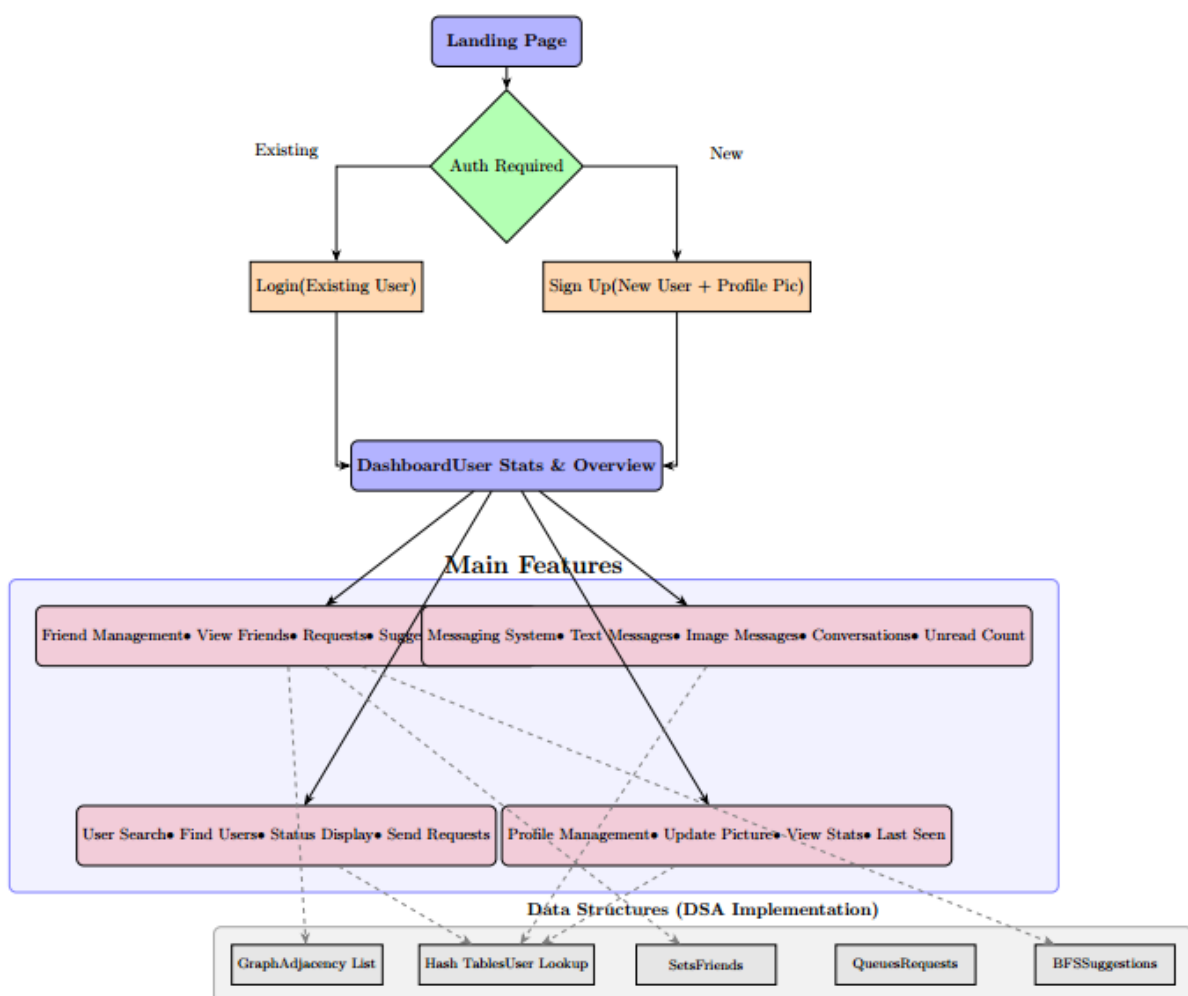 Landing Page
Auth Required
Existing
New
Login(Existing User)
Sign Up(New User + Profile Pic)
DashboardUser Stats & Overview
Main Features
Friend Management• View Friends• Requests•
Messaging System• Text Messages• Image Messages• Conversations• Unread Count
User Search• Find Users• Status Display• Send Requests
Profile Management• Update Picture• View Stats• Last Seen
Data Structures (DSA Implementation)
GraphAdjacency List
Hash TablesUser Lookup
SetsFriends
QueuesRequests
BFSSuggestions